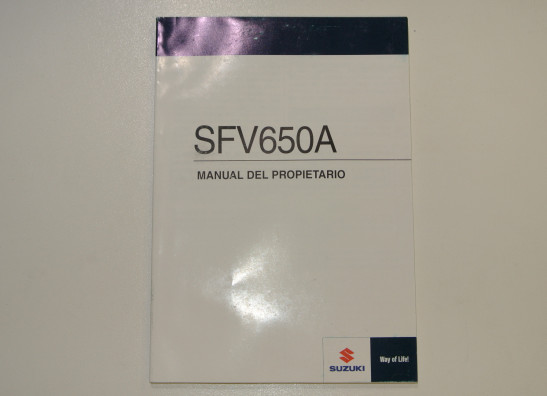 SFV650A
MANUAL DEL PROPIETARIO
SUZUKI
Way of Life!